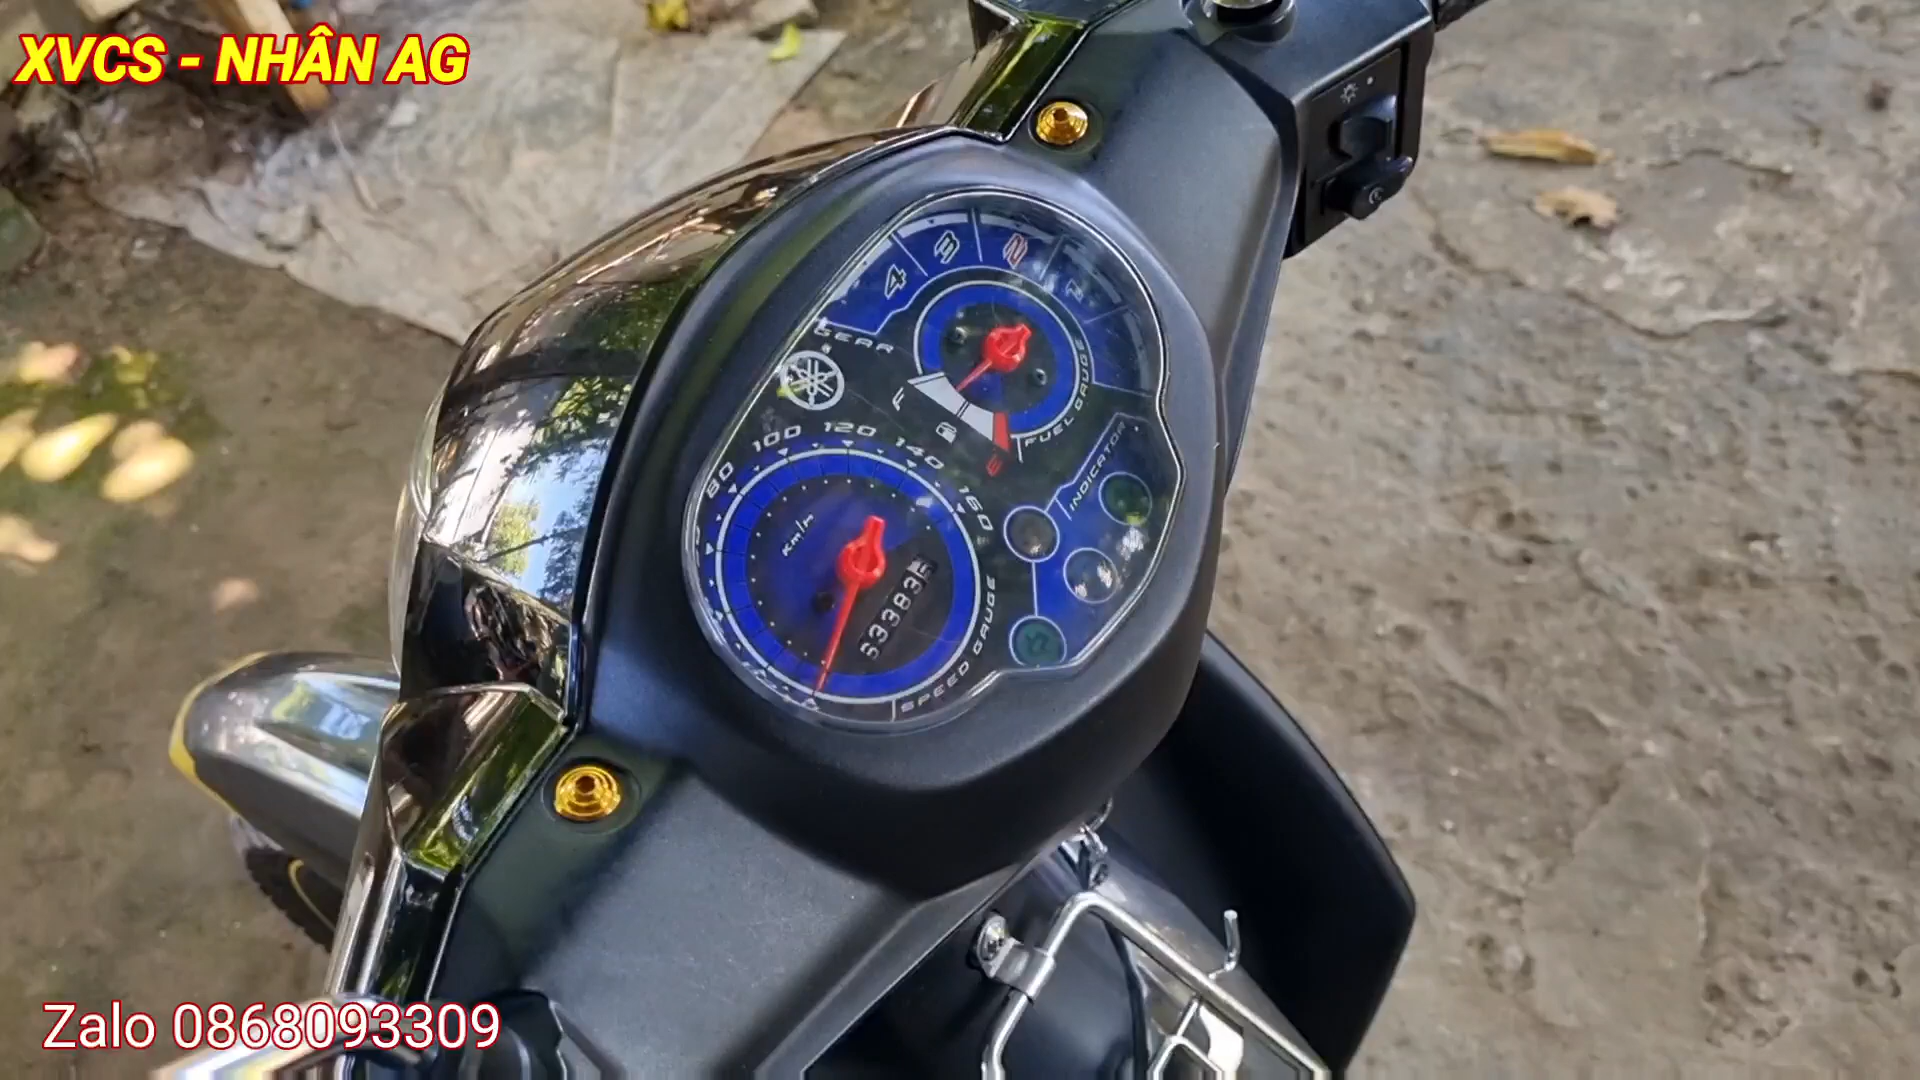 XVCS - NHÂN AG
4 3 2 1
GEAR
F
E
FUEL GAUGE
80 100 120 140 160
km/h
INDICATOR
SPEED GAUGE
Zalo 0868093309